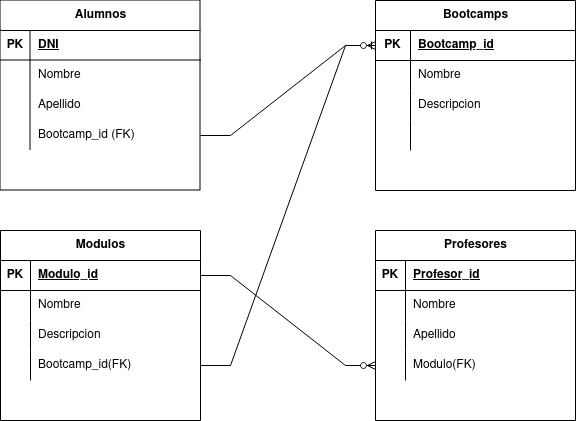 Alumnos
PK DNI
Nombre
Apellido
Bootcamp_id (FK)
Bootcamps
PK Bootcamp_id
Nombre
Descripcion
Modulos
PK Modulo_id
Nombre
Descripcion
Bootcamp_id(FK)
Profesores
PK Profesor_id
Nombre
Apellido
Modulo(FK)